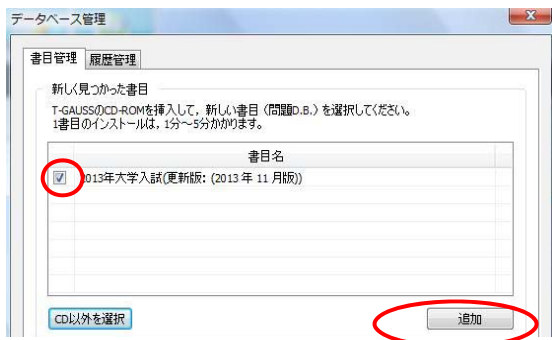 データベース管理
書目管理 履歴管理
新しく見つかった書目
T-GAUSSのCD-ROMを挿入して，新しい書目（問題D.B.）を選択してください。
1書目のインストールは，1分～5分かかります。
書目名
2013年大学入試(更新版: (2013 年 11 月版))
CD以外を選択 追加